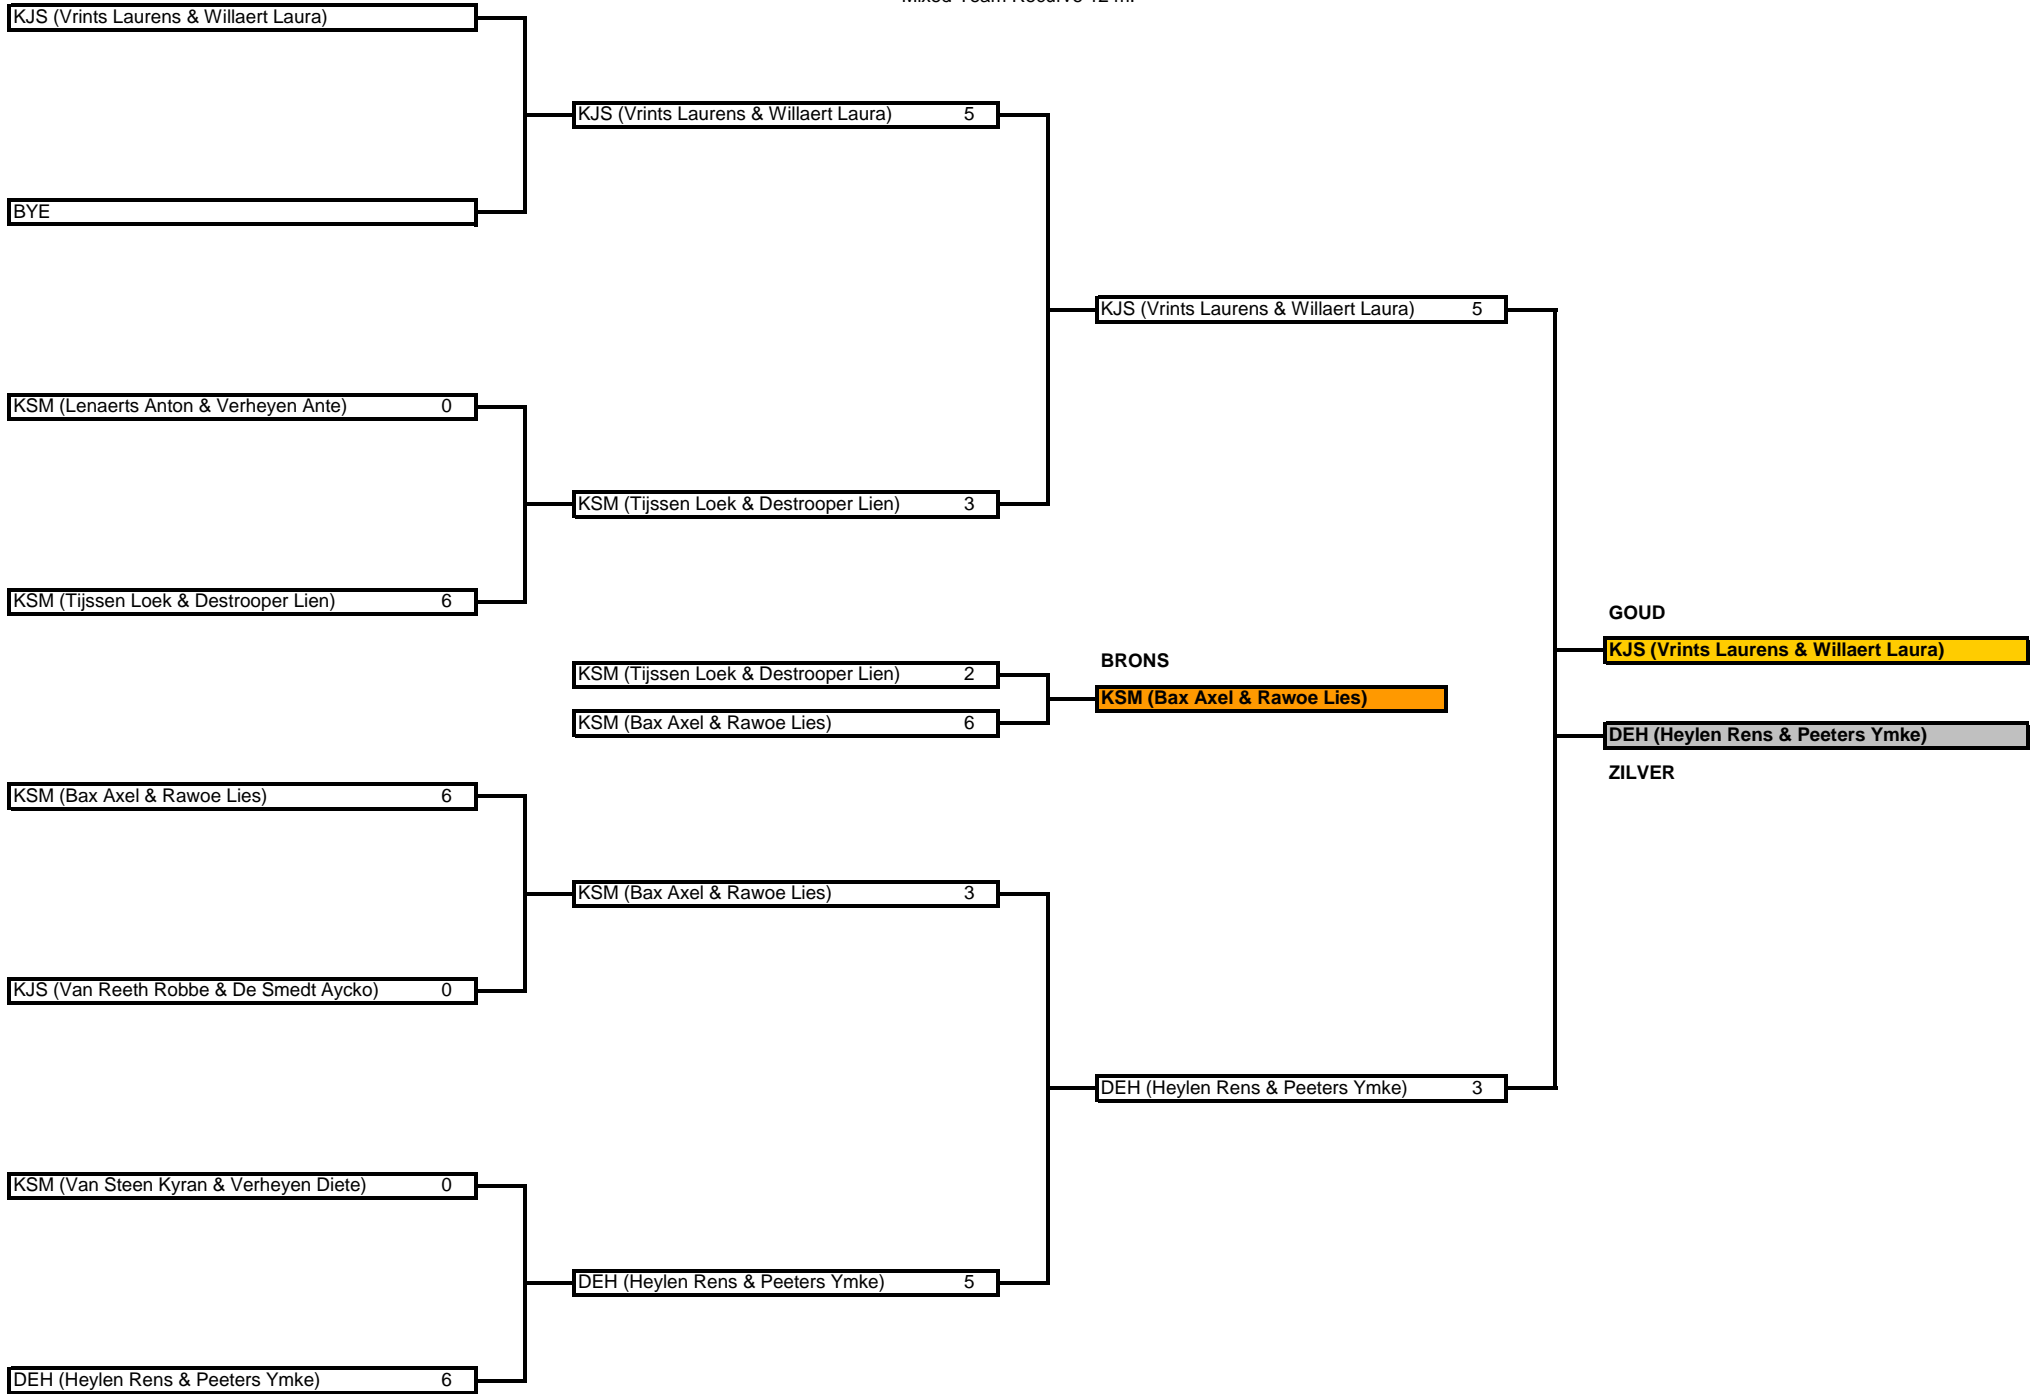 Mixed Team Recurve 12 m.
KJS (Vrints Laurens & Willaert Laura)
KJS (Vrints Laurens & Willaert Laura) 5
BYE
KJS (Vrints Laurens & Willaert Laura) 5
KSM (Lenaerts Anton & Verheyen Ante) 0
KSM (Tijssen Loek & Destrooper Lien) 3
KSM (Tijssen Loek & Destrooper Lien) 6
GOUD
KJS (Vrints Laurens & Willaert Laura)
BRONS
KSM (Tijssen Loek & Destrooper Lien) 2
KSM (Bax Axel & Rawoe Lies)
KSM (Bax Axel & Rawoe Lies) 6
DEH (Heylen Rens & Peeters Ymke)
ZILVER
KSM (Bax Axel & Rawoe Lies) 6
KSM (Bax Axel & Rawoe Lies) 3
KJS (Van Reeth Robbe & De Smedt Aycko) 0
DEH (Heylen Rens & Peeters Ymke) 3
KSM (Van Steen Kyran & Verheyen Diete) 0
DEH (Heylen Rens & Peeters Ymke) 5
DEH (Heylen Rens & Peeters Ymke) 6